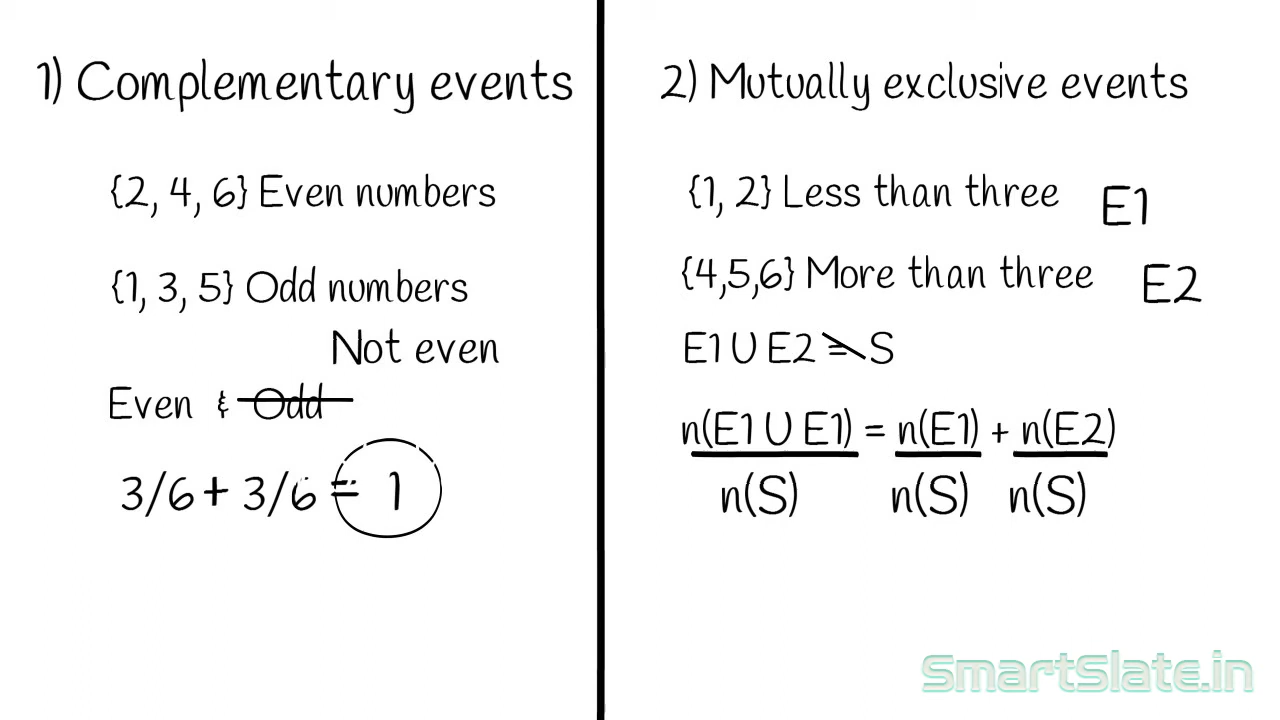 1) Complementary events
{2, 4, 6} Even numbers
{1, 3, 5} Odd numbers
Not even
Even & Odd
3/6 + 3/6 = 1
2) Mutually exclusive events
{1, 2} Less than three E1
{4,5,6} More than three E2
E1 U E2 = S
n(E1 U E1) = n(E1) + n(E2)
n(S) n(S) n(S)
SmartSlate.in